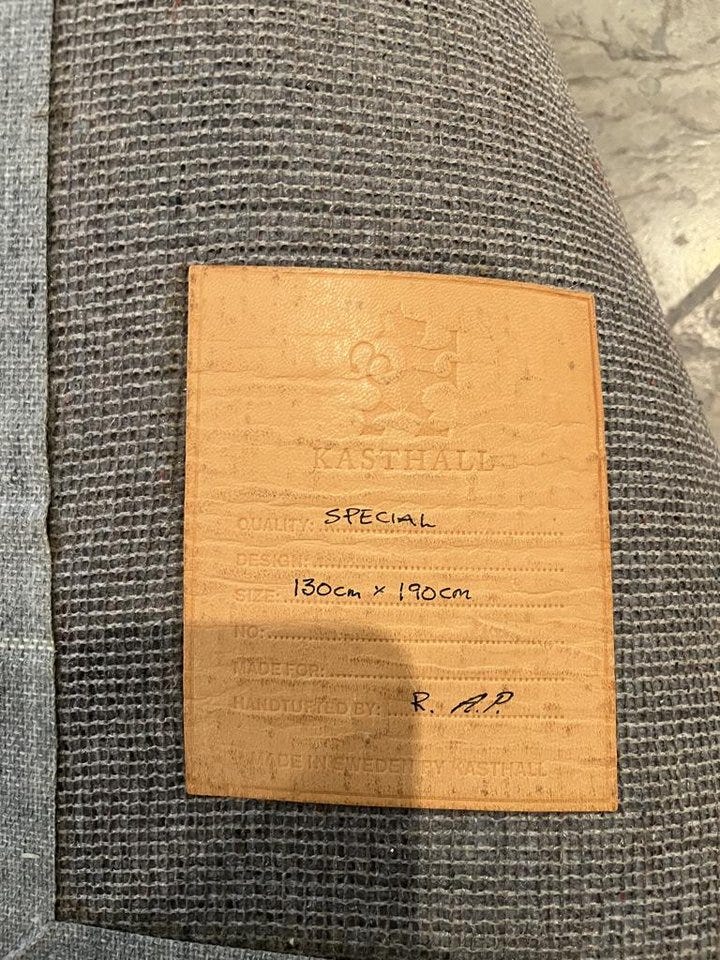 KASTHALL
QUALITY: SPECIAL
DESIGN:
SIZE: 130cm x 190cm
NO:
MADE FOR:
HANDTUFTED BY: R. A.P.
MADE IN SWEDEN BY KASTHALL